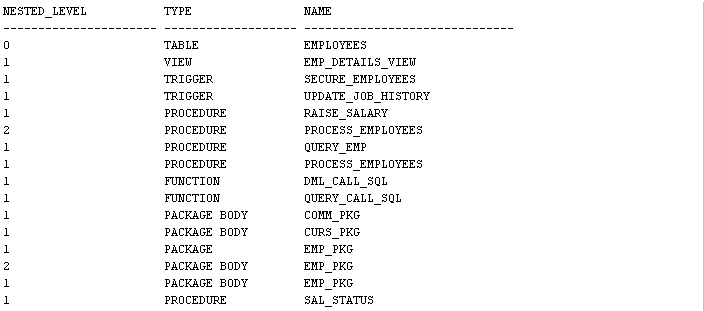 NESTED_LEVEL TYPE NAME
---------------------- ------------------- ------------------------------
0 TABLE EMPLOYEES
1 VIEW EMP_DETAILS_VIEW
1 TRIGGER SECURE_EMPLOYEES
1 TRIGGER UPDATE_JOB_HISTORY
1 PROCEDURE RAISE_SALARY
2 PROCEDURE PROCESS_EMPLOYEES
1 PROCEDURE QUERY_EMP
1 PROCEDURE PROCESS_EMPLOYEES
1 FUNCTION DML_CALL_SQL
1 FUNCTION QUERY_CALL_SQL
1 PACKAGE BODY COMM_PKG
1 PACKAGE BODY CURS_PKG
1 PACKAGE EMP_PKG
2 PACKAGE BODY EMP_PKG
1 PACKAGE BODY EMP_PKG
1 PROCEDURE SAL_STATUS